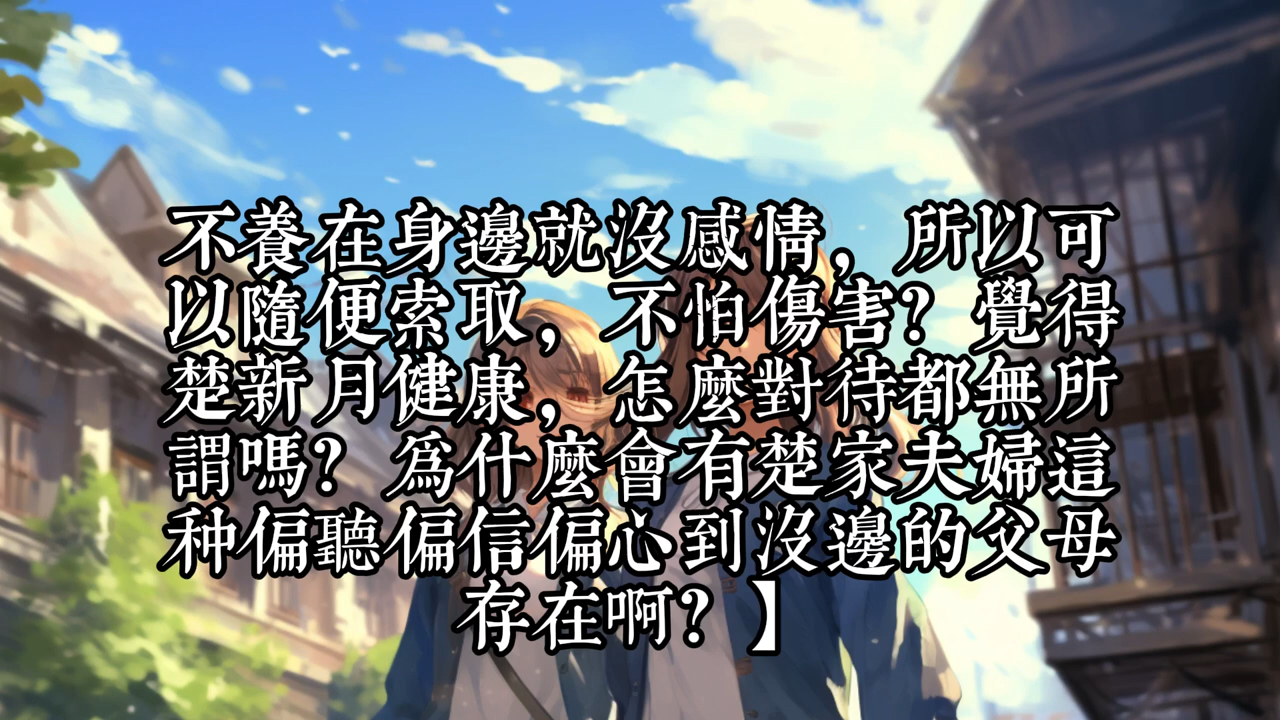 不養在身邊就沒感情，所以可
以隨便索取，不怕傷害？覺得
楚新月健康，怎麼對待都無所
謂嗎？爲什麼會有楚家夫婦這
种偏聽偏信偏心到沒邊的父母
存在啊？】